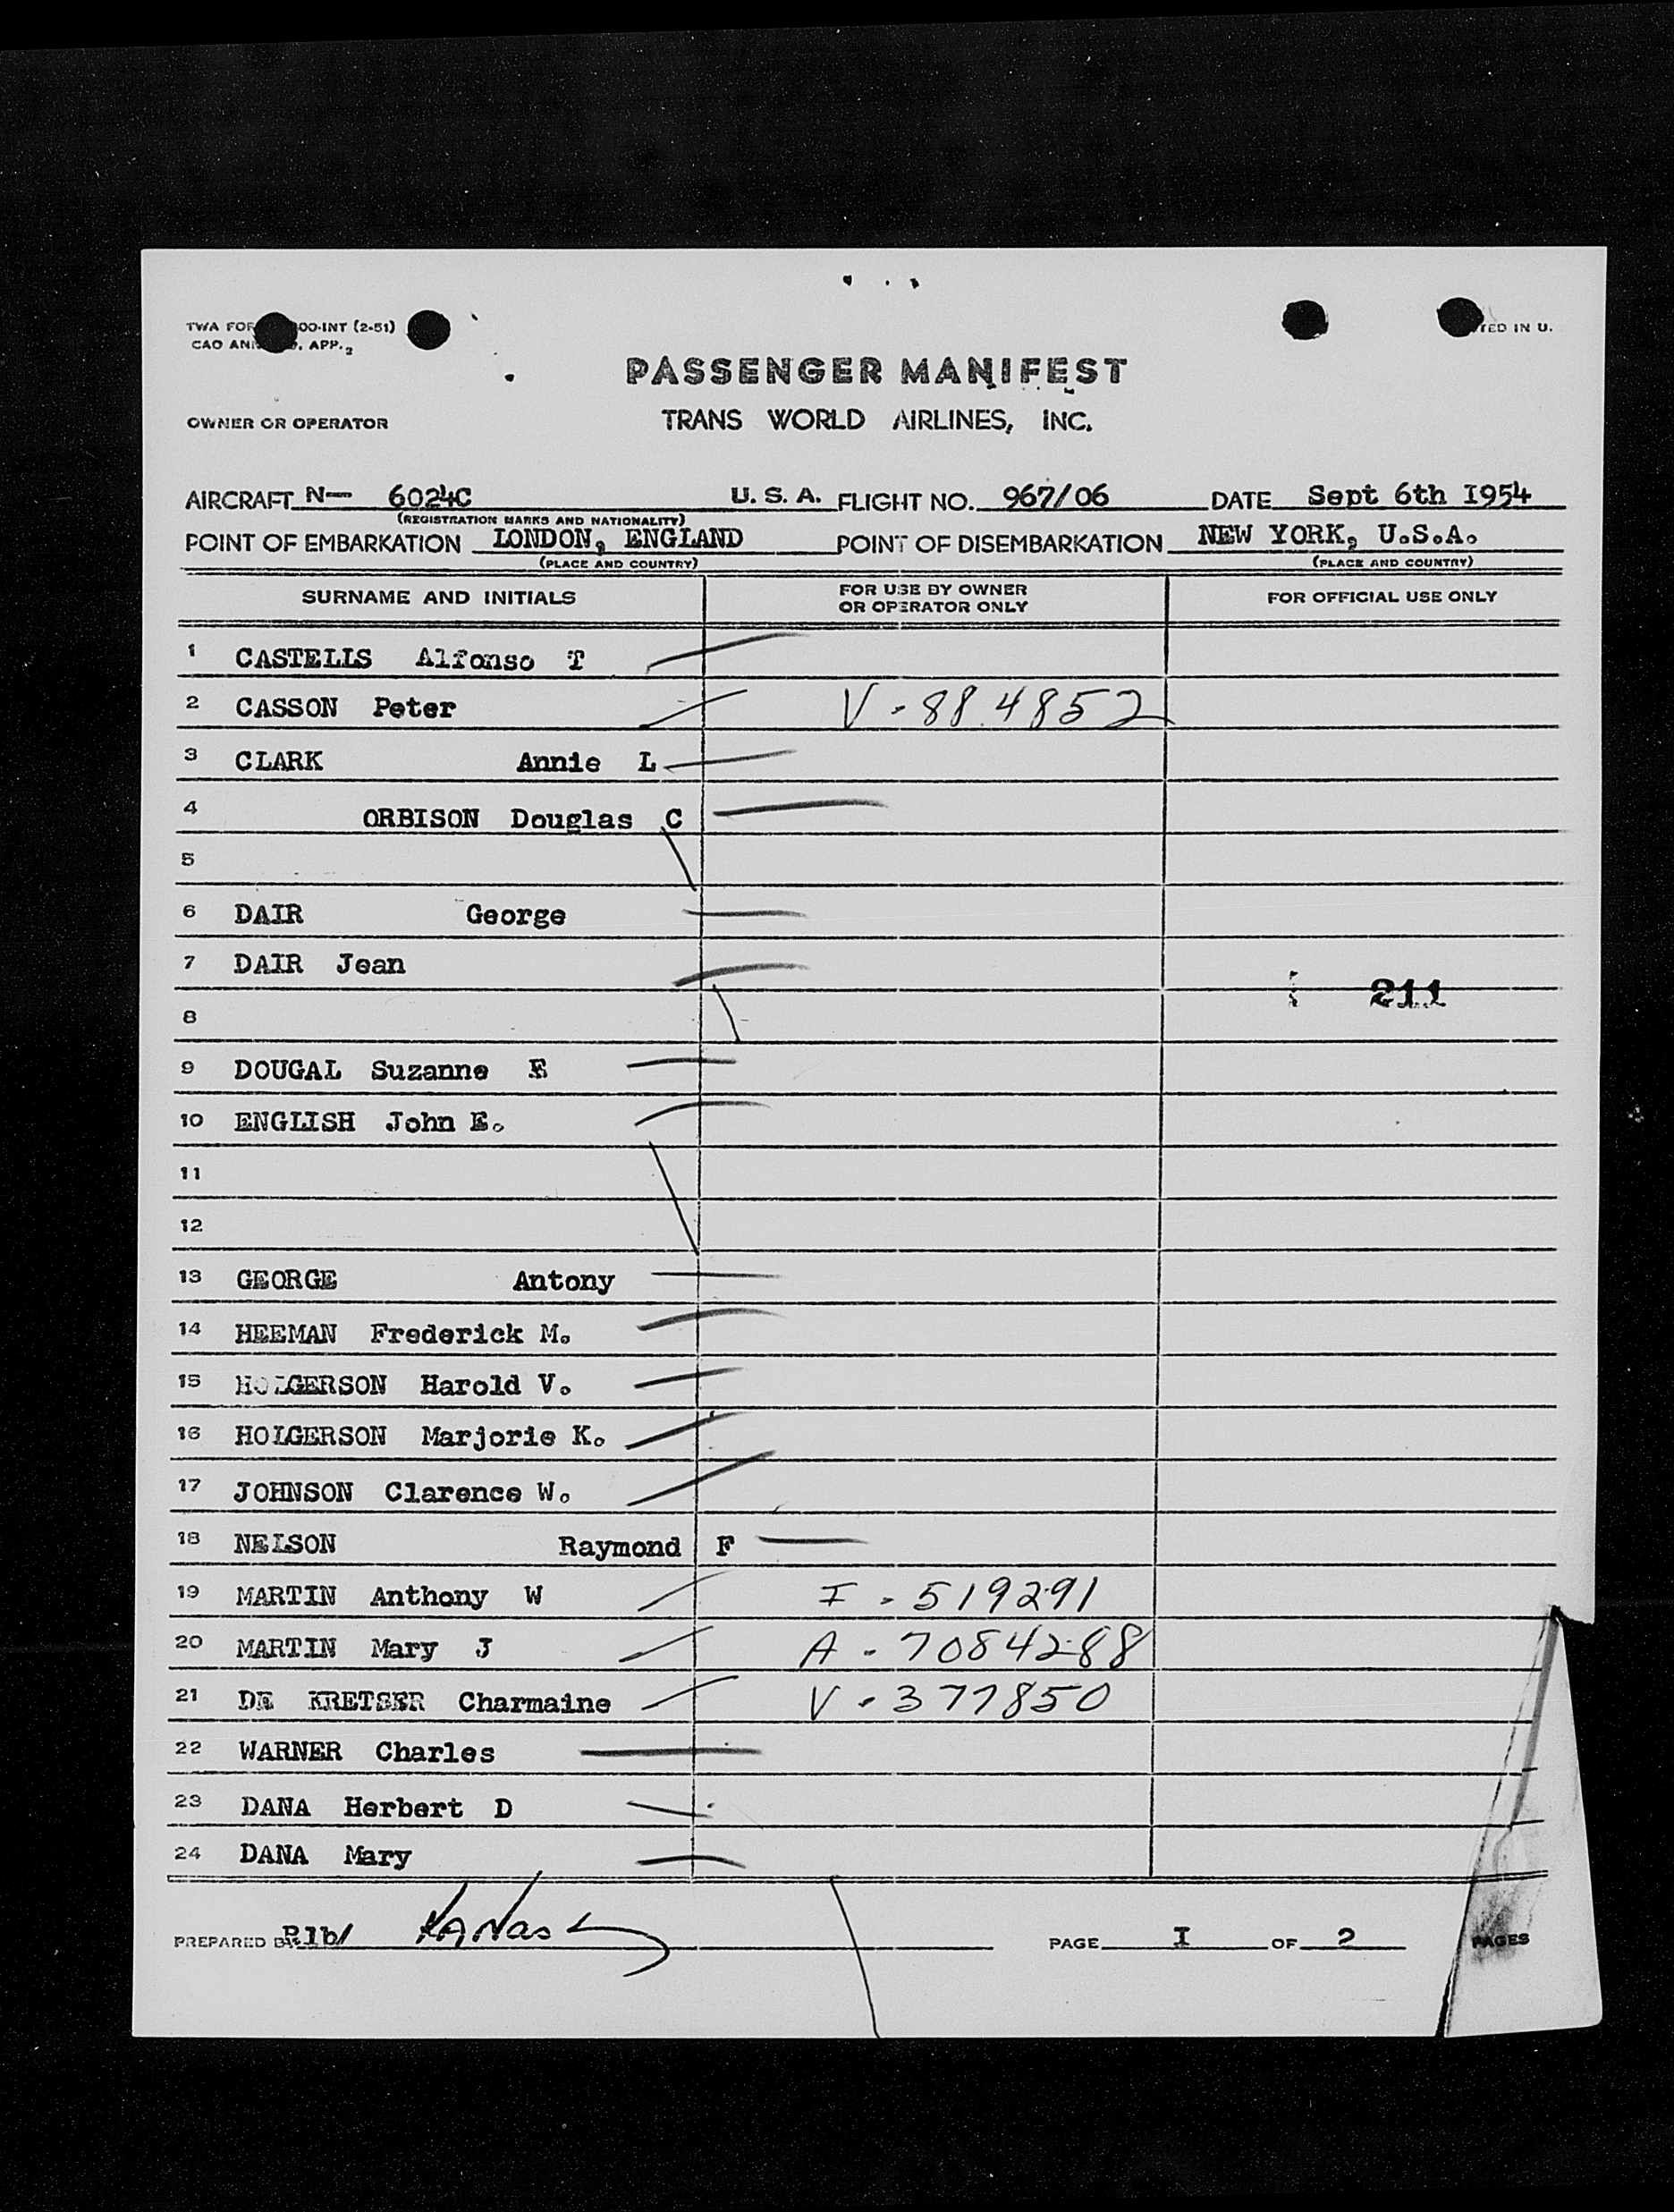 TWA FOR 00-INT (2-51)
CAO AN . APP. 2
TED IN U.
PASSENGER MANIFEST
OWNER OR OPERATOR TRANS WORLD AIRLINES, INC.
AIRCRAFT N— 6024C U. S. A. FLIGHT NO. 967/06 DATE Sept 6th I954
(REGISTRATION MARKS AND NATIONALITY)
POINT OF EMBARKATION LONDON, ENGLAND POINT OF DISEMBARKATION NEW YORK, U.S.A.
(PLACE AND COUNTRY) (PLACE AND COUNTRY)
SURNAME AND INITIALS FOR USE BY OWNER OR OPERATOR ONLY FOR OFFICIAL USE ONLY
1 CASTELLS Alfonso T
2 CASSON Peter V - 884852
3 CLARK Annie L
4 ORBISON Douglas C
5
6 DAIR George
7 DAIR Jean
211
8
9 DOUGAL Suzanne E
10 ENGLISH John E.
11
12
13 GEORGE Antony
14 HEEMAN Frederick M.
15 HOLGERSON Harold V.
16 HOLGERSON Marjorie K.
17 JOHNSON Clarence W.
18 NELSON Raymond F
19 MARTIN Anthony W I - 519291
20 MARTIN Mary J A - 7084288
21 DE KRETSER Charmaine V - 377850
22 WARNER Charles
23 DANA Herbert D
24 DANA Mary
PREPARED BY PAGE I OF 2 PAGES